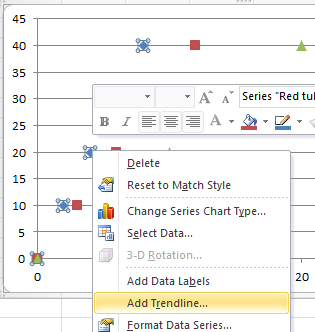 45
40
35
30
Series "Red tul
25
B I
20
Delete
15
Reset to Match Style
Change Series Chart Type...
10
Select Data...
3-D Rotation...
5
Add Data Labels
0
0
20
Add Trendline...
Format Data Series...